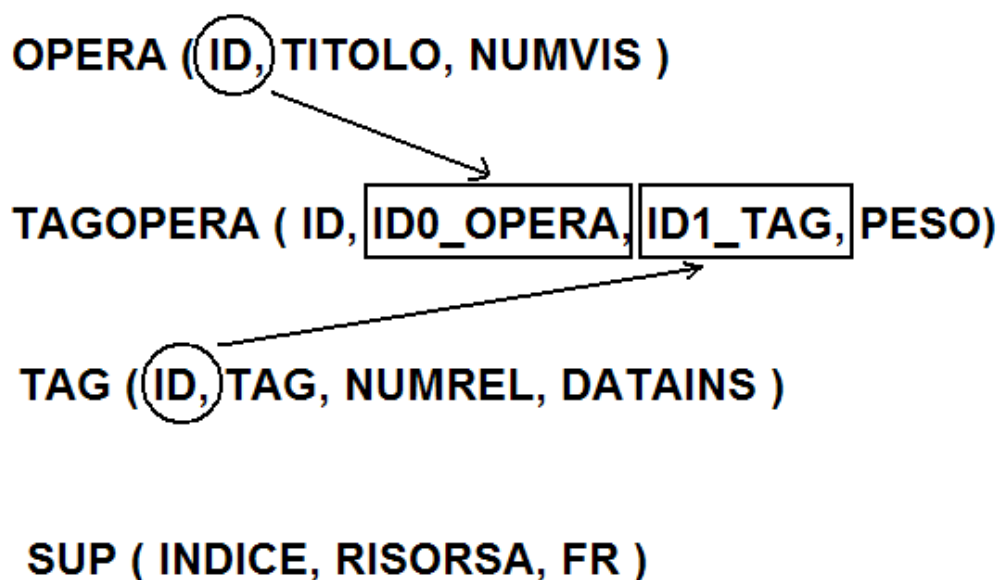 OPERA ( ID, TITOLO, NUMVIS )
TAGOPERA ( ID, ID0_OPERA, ID1_TAG, PESO)
TAG ( ID, TAG, NUMREL, DATAINS )
SUP ( INDICE, RISORSA, FR )